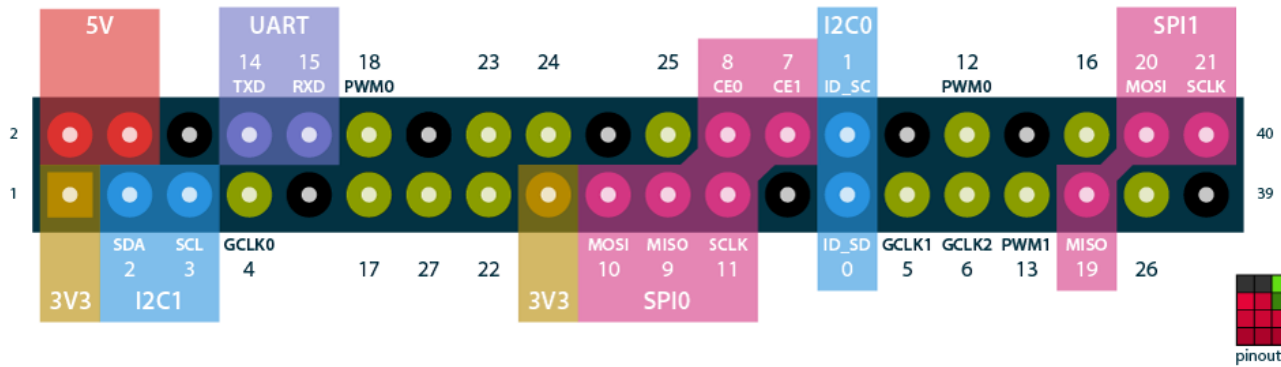 5V UART I2C0 SPI1
14 15 18 23 24 25 8 7 1 12 16 20 21
TXD RXD PWM0 CE0 CE1 ID_SC PWM0 MOSI SCLK
2 40
1 39
SDA SCL GCLK0 MOSI MISO SCLK ID_SD GCLK1 GCLK2 PWM1 MISO
2 3 4 17 27 22 10 9 11 0 5 6 13 19 26
3V3 I2C1 3V3 SPI0
pinout